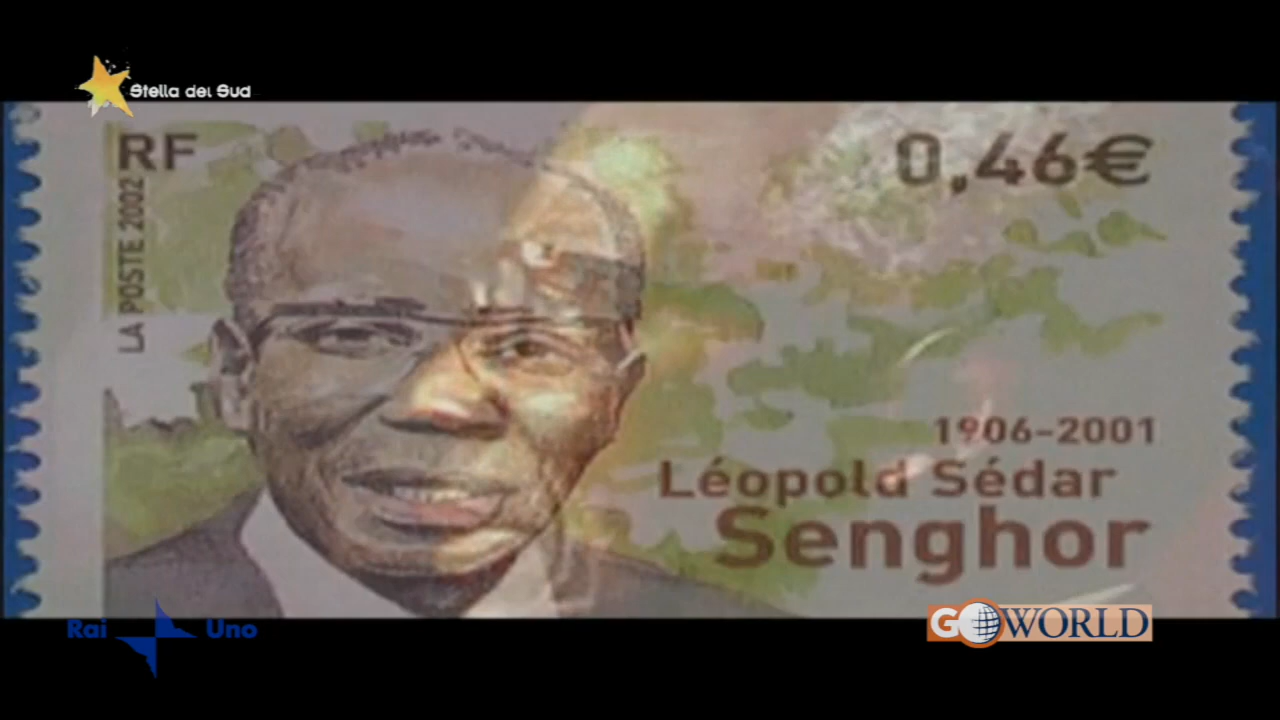 Stella del Sud
RF
0,46€
LA POSTE 2002
1906-2001
Léopold Sédar
Senghor
Rai Uno
GOWORLD